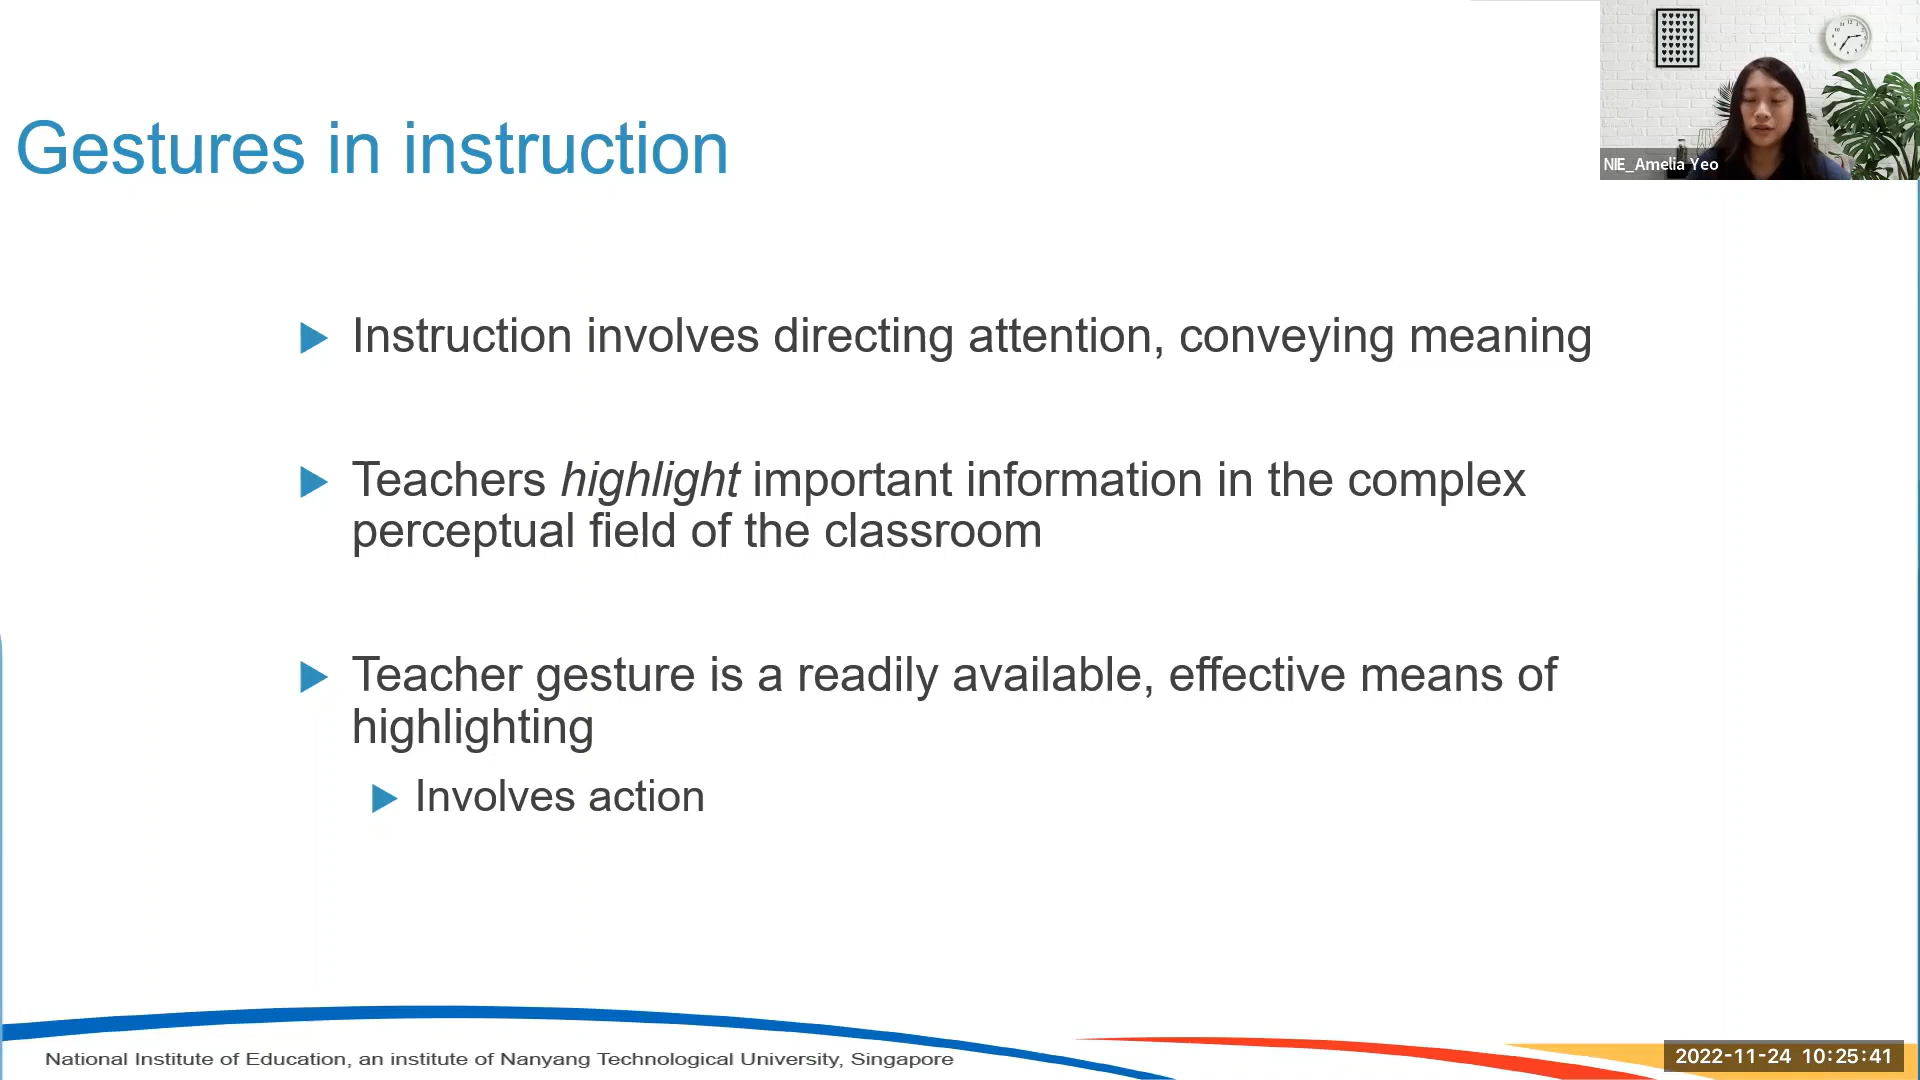 Gestures in instruction
NIE_Amelia Yeo
Instruction involves directing attention, conveying meaning
Teachers highlight important information in the complex
perceptual field of the classroom
Teacher gesture is a readily available, effective means of
highlighting
Involves action
National Institute of Education, an institute of Nanyang Technological University, Singapore
2022-11-24 10:25:41